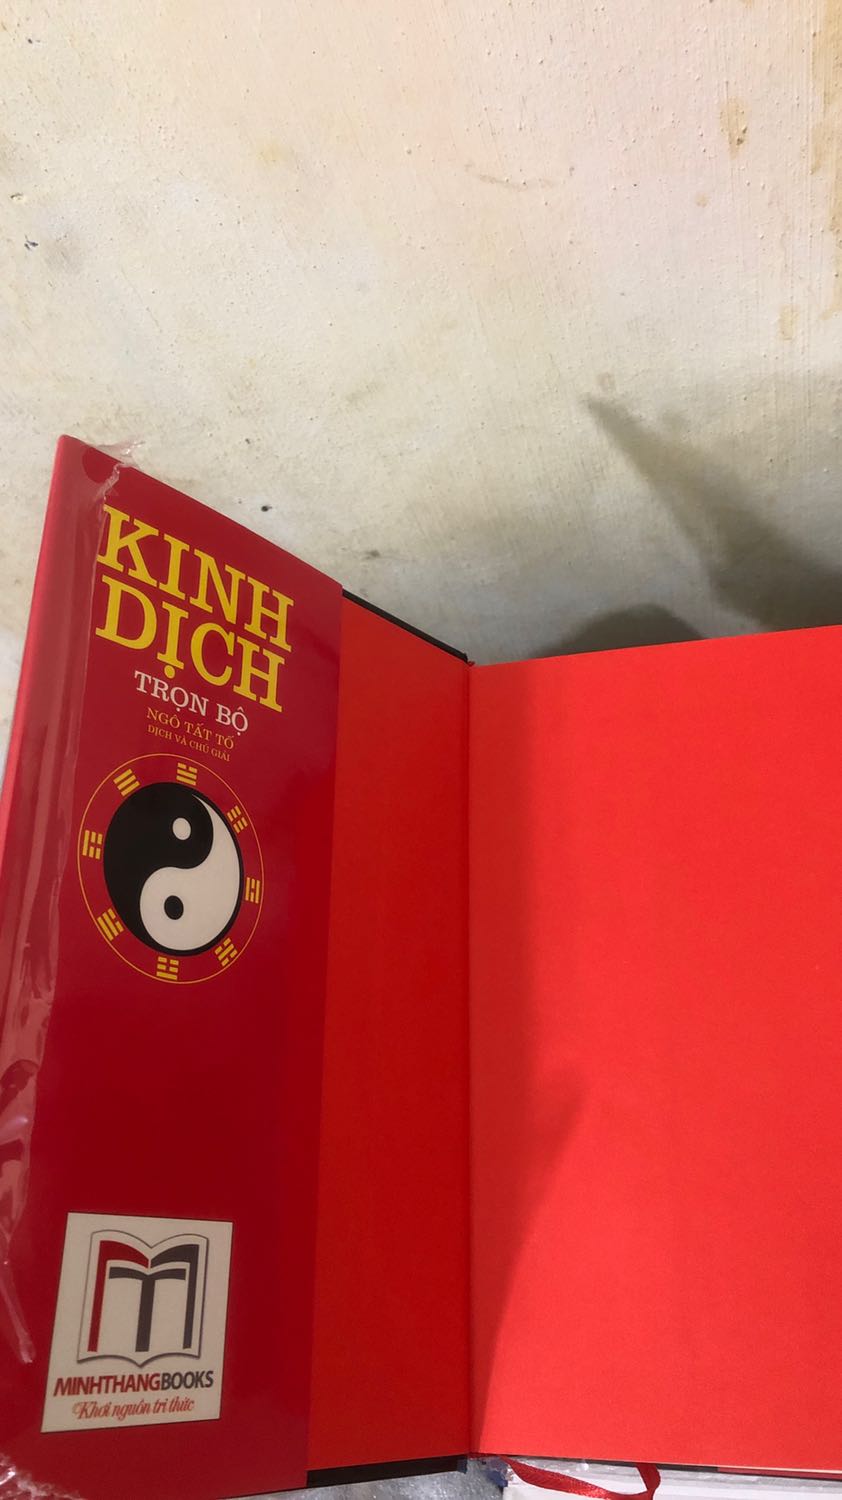 KINH
DỊCH
TRỌN BỘ
NGÔ TẤT TỐ
DỊCH VÀ CHÚ GIẢI
MINHTHANGBOOKS
Khơi nguồn tri thức